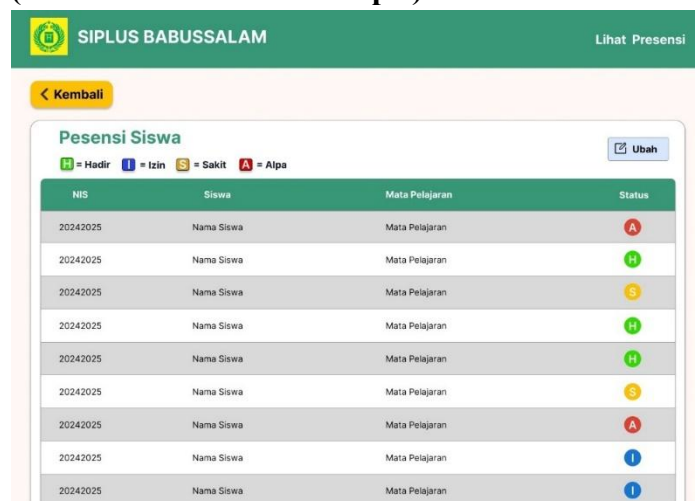 SIPLUS BABUSSALAM
Lihat Presensi
< Kembali
Pesensi Siswa
H = Hadir I = Izin S = Sakit A = Alpa
Ubah
NIS Siswa Mata Pelajaran Status
20242025 Nama Siswa Mata Pelajaran A
20242025 Nama Siswa Mata Pelajaran H
20242025 Nama Siswa Mata Pelajaran S
20242025 Nama Siswa Mata Pelajaran H
20242025 Nama Siswa Mata Pelajaran H
20242025 Nama Siswa Mata Pelajaran S
20242025 Nama Siswa Mata Pelajaran A
20242025 Nama Siswa Mata Pelajaran I
20242025 Nama Siswa Mata Pelajaran I